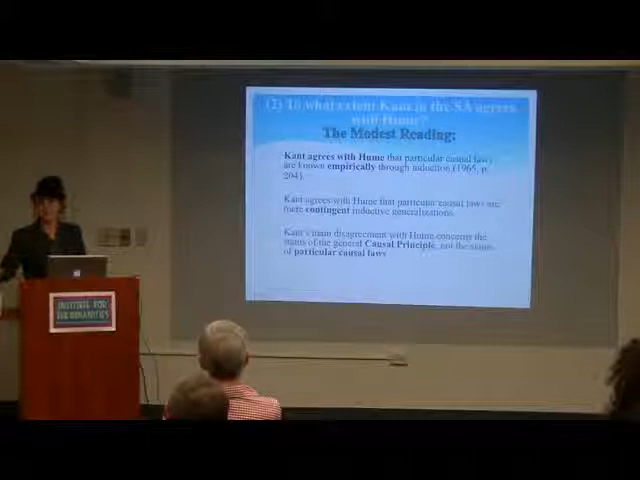 (2) To what extent Kant in the SA agrees
with Hume?
The Modest Reading:
Kant agrees with Hume that particular causal laws
are known empirically through induction (1965, p.
204).
Kant agrees with Hume that particular causal laws are
mere contingent inductive generalizations.
Kant's main disagreement with Hume concerns the
status of the general Causal Principle, not the status
of particular causal laws
INSTITUTE FOR
THE HUMANITIES